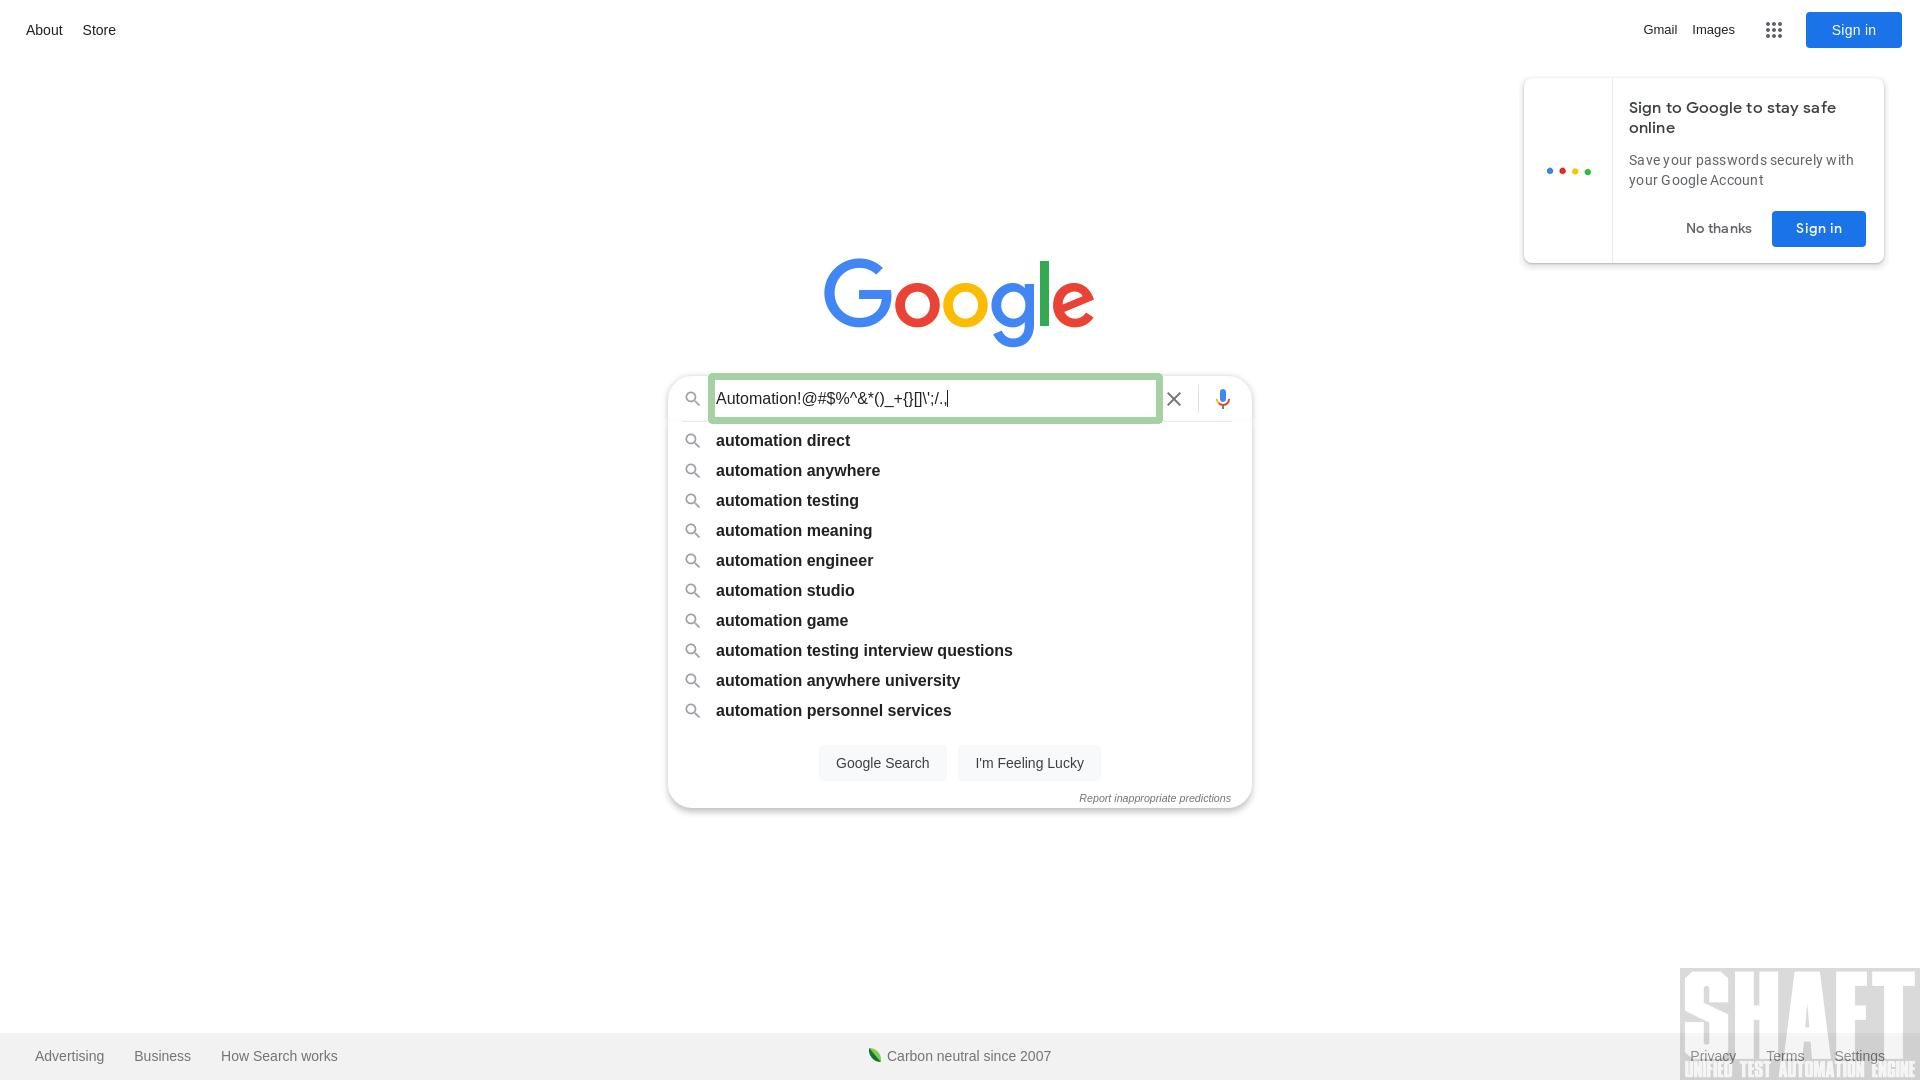 About Store
Gmail Images Sign in
Sign to Google to stay safe
online
Save your passwords securely with
your Google Account
No thanks Sign in
Google
Automation!@#$%^&*()_+{}[]\';/.,
automation direct
automation anywhere
automation testing
automation meaning
automation engineer
automation studio
automation game
automation testing interview questions
automation anywhere university
automation personnel services
Google Search I'm Feeling Lucky
Report inappropriate predictions
Advertising Business How Search works
Carbon neutral since 2007
Privacy Terms Settings
SHAFT
UNIFIED TEST AUTOMATION ENGINE